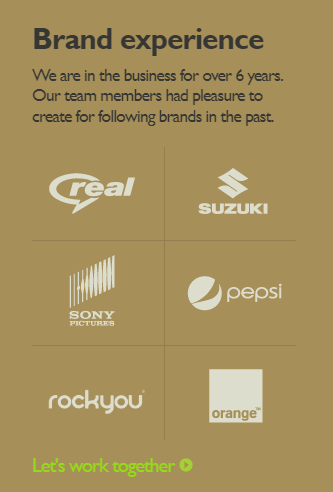 Brand experience
We are in the business for over 6 years.
Our team members had pleasure to
create for following brands in the past.
real
SUZUKI
SONY
PICTURES
pepsi
rockyou
orange™
Let's work together